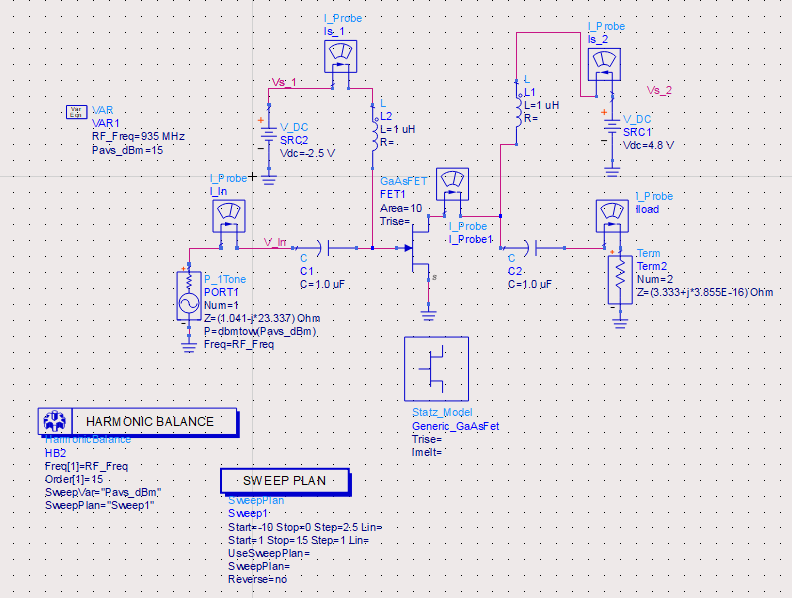 I_Probe
Is_1
Vs_1
V_DC
SRC2
Vdc=-2.5 V
L
L2
L=1 uH
R=
Var
Eqn
VAR
VAR1
RF_Freq=935 MHz
Pavs_dBm=15
I_Probe
Is_2
L
L1
L=1 uH
R=
Vs_2
V_DC
SRC1
Vdc=4.8 V
I_Probe
I_In
GaAsFET
FET1
Area=10
Trise=
I_Probe
I_Probe1
I_Probe
Iload
V_In
C
C1
C=1.0 uF
s
C
C2
C=1.0 uF
Term
Term2
Num=2
Z=(3.333+j*3.855E-16) Ohm
P_1Tone
PORT1
Num=1
Z=(1.041-j*23.337) Ohm
P=dbmtow(Pavs_dBm)
Freq=RF_Freq
Statz_Model
Generic_GaAsFet
Trise=
Imelt=
HARMONIC BALANCE
HarmonicBalance
HB2
Freq[1]=RF_Freq
Order[1]=15
SweepVar="Pavs_dBm"
SweepPlan="Sweep1"
SWEEP PLAN
SweepPlan
Sweep1
Start=-10 Stop=0 Step=2.5 Lin=
Start=1 Stop=15 Step=1 Lin=
UseSweepPlan=
SweepPlan=
Reverse=no